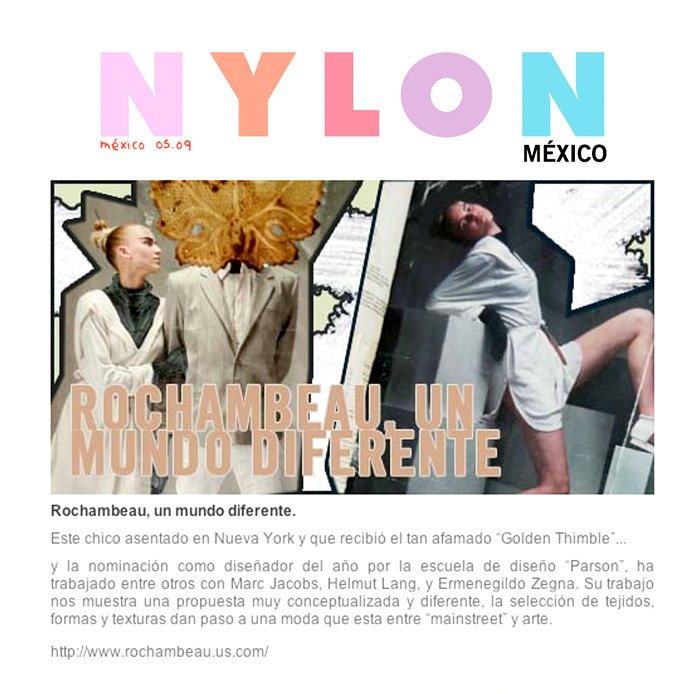 NYLON
méxico 05.09
MÉXICO
ROCHAMBEAU, UN
MUNDO DIFERENTE
Rochambeau, un mundo diferente.
Este chico asentado en Nueva York y que recibió el tan afamado “Golden Thimble”...
y la nominación como diseñador del año por la escuela de diseño “Parson”, ha
trabajado entre otros con Marc Jacobs, Helmut Lang, y Ermenegildo Zegna. Su trabajo
nos muestra una propuesta muy conceptualizada y diferente, la selección de tejidos,
formas y texturas dan paso a una moda que esta entre “mainstreet” y arte.
http://www.rochambeau.us.com/